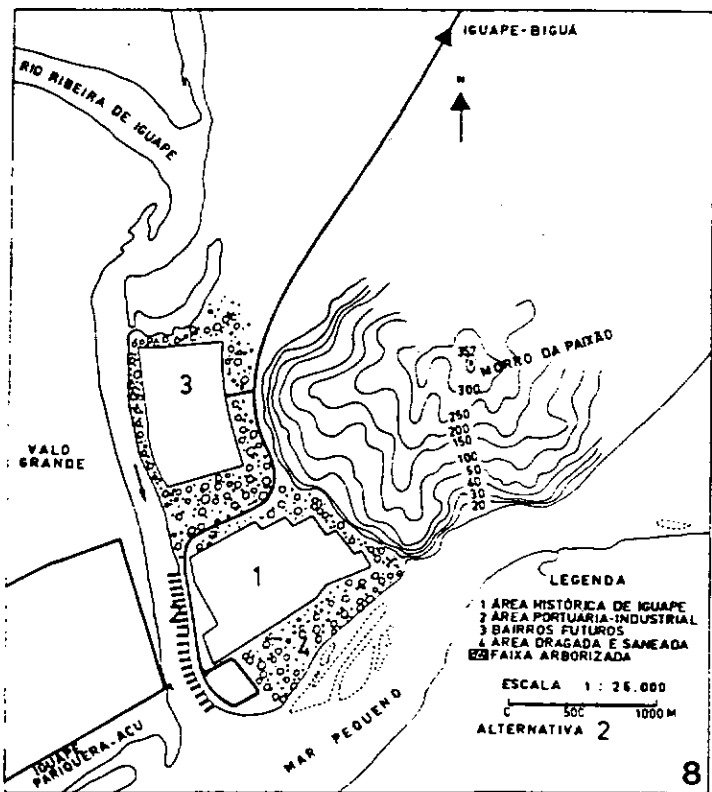 IGUAPE-BIGUÁ
N
RIO RIBEIRA DE IGUAPE
357
MORRO DA PAIXÃO
300
250
200
150
100
50
40
30
20
3
VALO
GRANDE
1
4
LEGENDA
1 ÁREA HISTÓRICA DE IGUAPE
2 ÁREA PORTUÁRIA-INDUSTRIAL
3 BAIRROS FUTUROS
4 ÁREA DRAGADA E SANEADA
FAIXA ARBORIZADA
ESCALA 1 : 25.000
0 500 1000 M
ALTERNATIVA 2
MAR PEQUENO
IGUAPE
PARIQUERA-AÇU
8